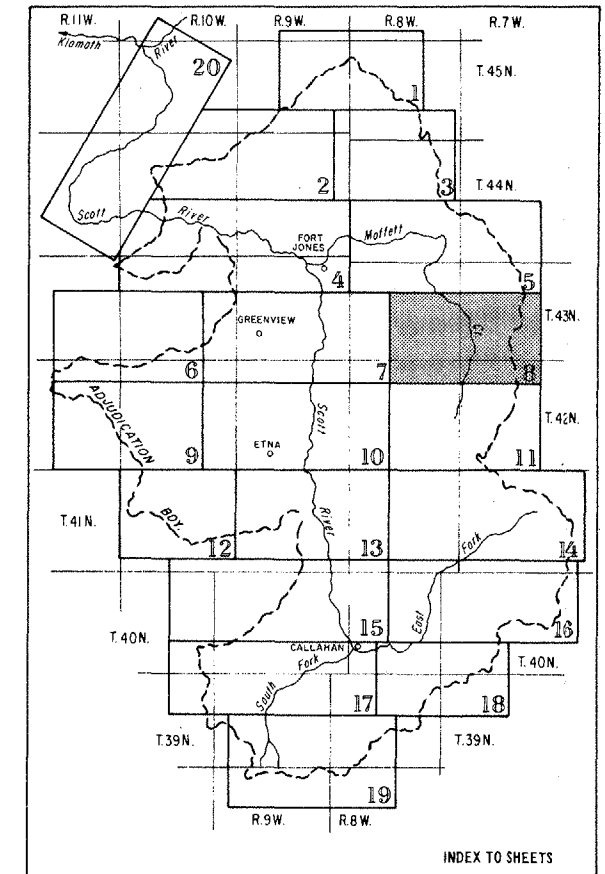 R.11W. R.10W. R.9W. R.8W. R.7W.
Klamath River
20
T.45N.
1
2
3
T.44N.
Scott River
FORT JONES
Moffett
4
5
GREENVIEW
Cr.
T.43N.
6
7
8
ADJUDICATION
Scott
T.42N.
ETNA
9
10
11
T.41N.
BOY.
River
Fork
12
13
14
T.40N.
East
15
16
CALLAHAN
South Fork
T.40N.
17
18
T.39N.
T.39N.
19
R.9W. R.8W.
INDEX TO SHEETS